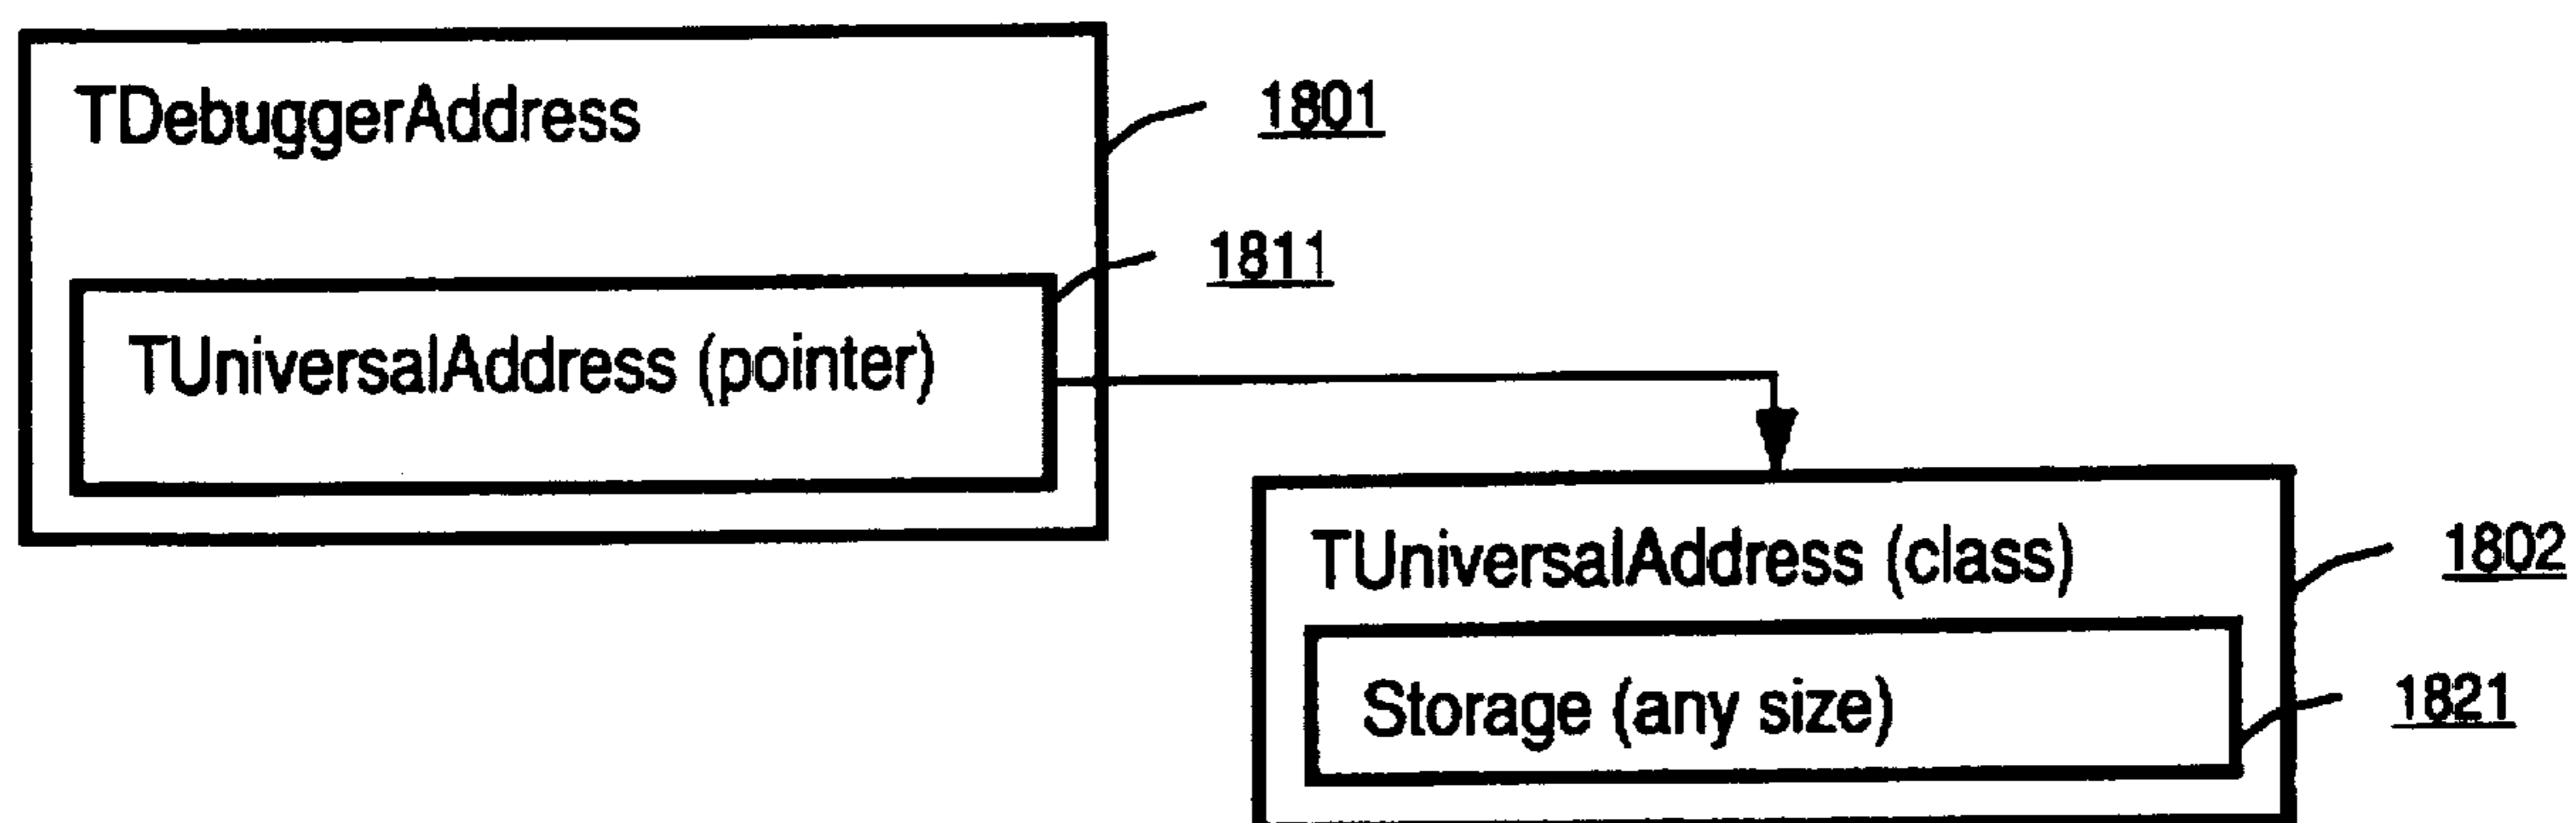 TDebuggerAddress
1801
1811
TUniversalAddress (pointer)
TUniversalAddress (class)
1802
Storage (any size)
1821